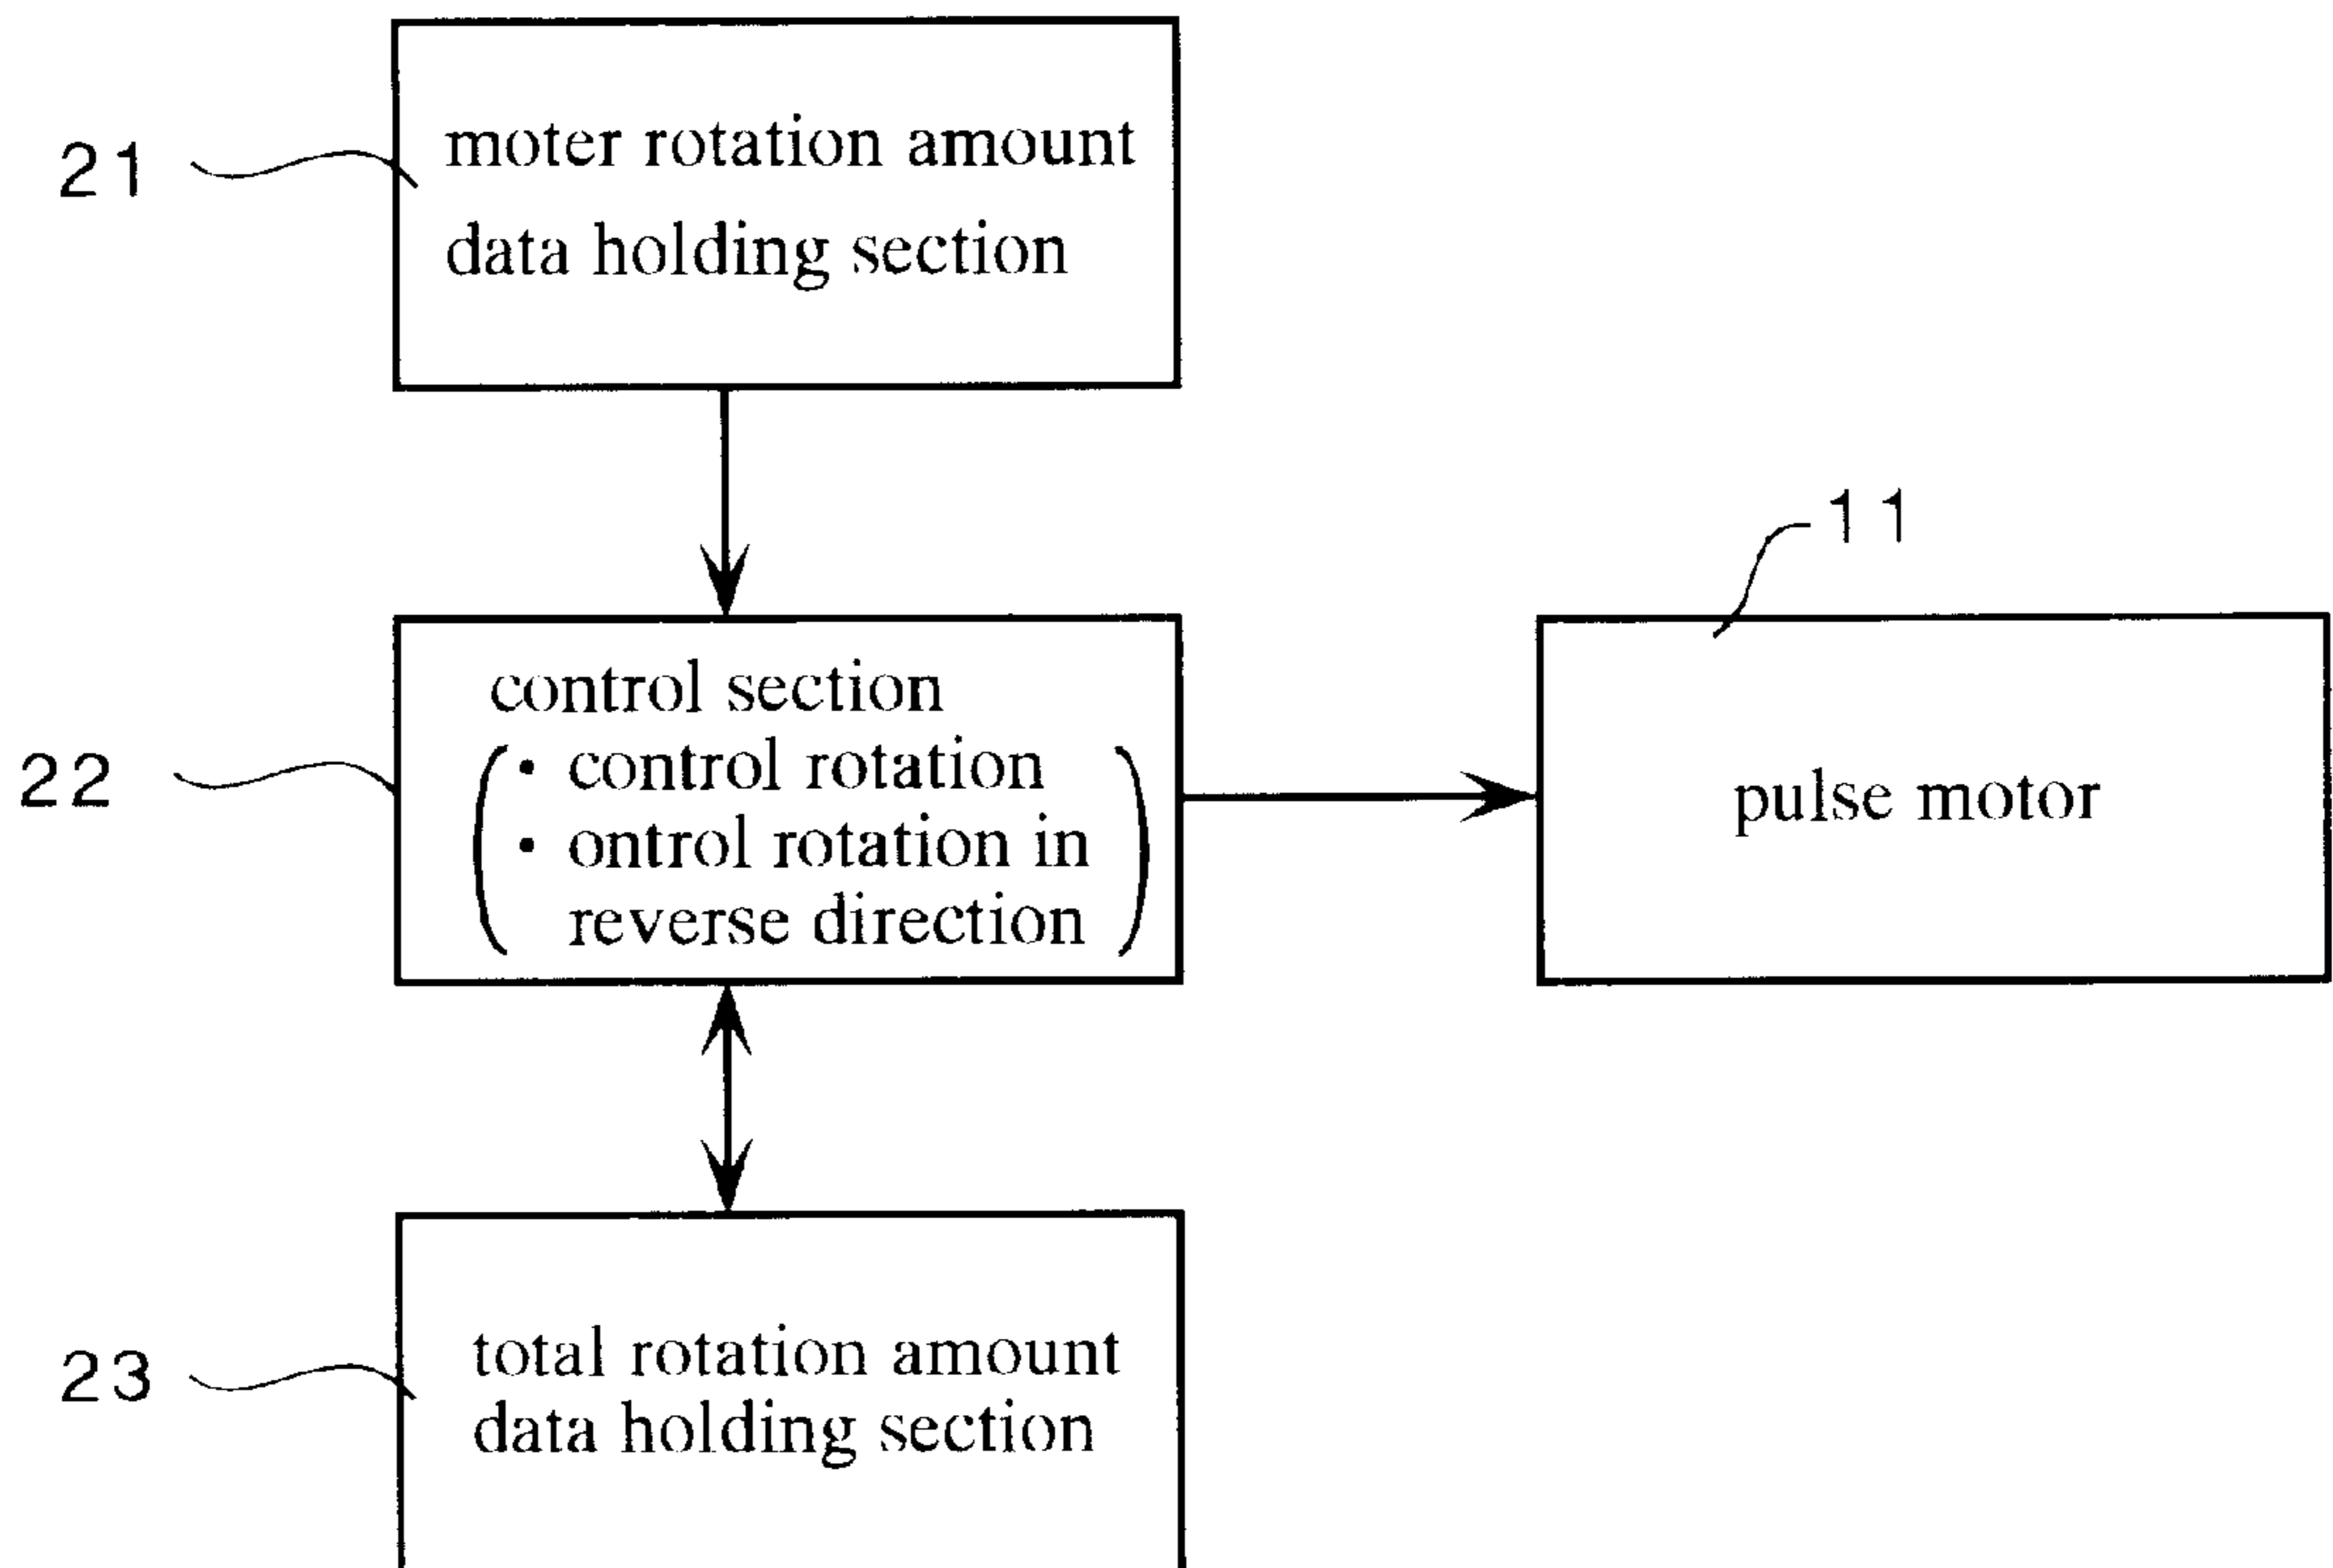 21
moter rotation amount
data holding section
11
22
control section
• control rotation
• ontrol rotation in
reverse direction
pulse motor
23
total rotation amount
data holding section